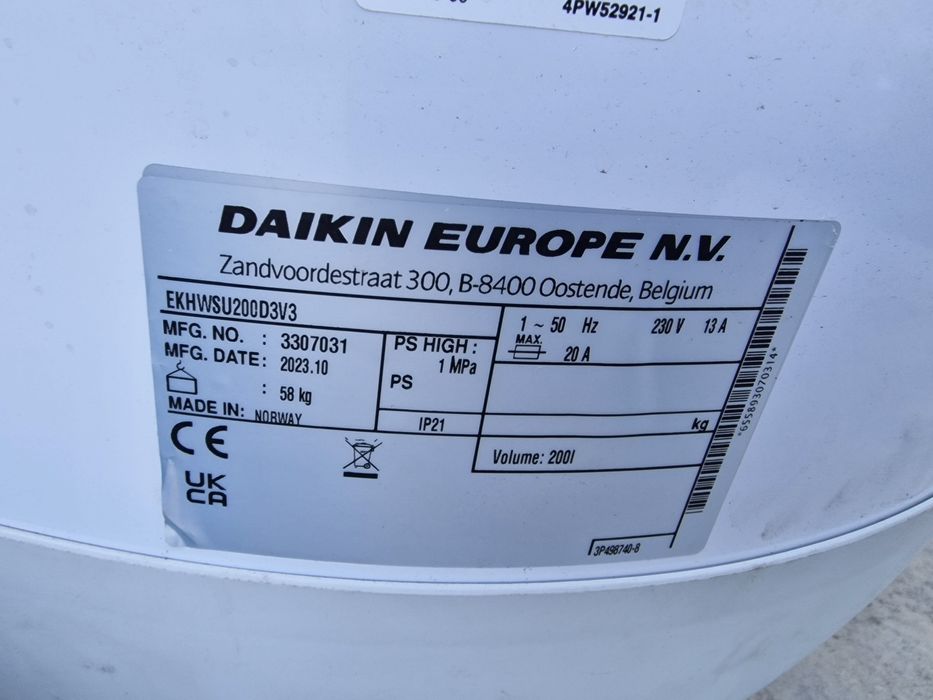 4PW52921-1
DAIKIN EUROPE N.V.
Zandvoordestraat 300, B-8400 Oostende, Belgium
EKHWSU200D3V3
MFG. NO. : 3307031
MFG. DATE: 2023.10
: 58 kg
MADE IN: NORWAY
PS HIGH :
1 MPa
PS
IP21
1 ~ 50 Hz 230 V 13 A
MAX.
20 A
kg
Volume: 200l
CE
UK
CA
3P498740-8
*655893070314*